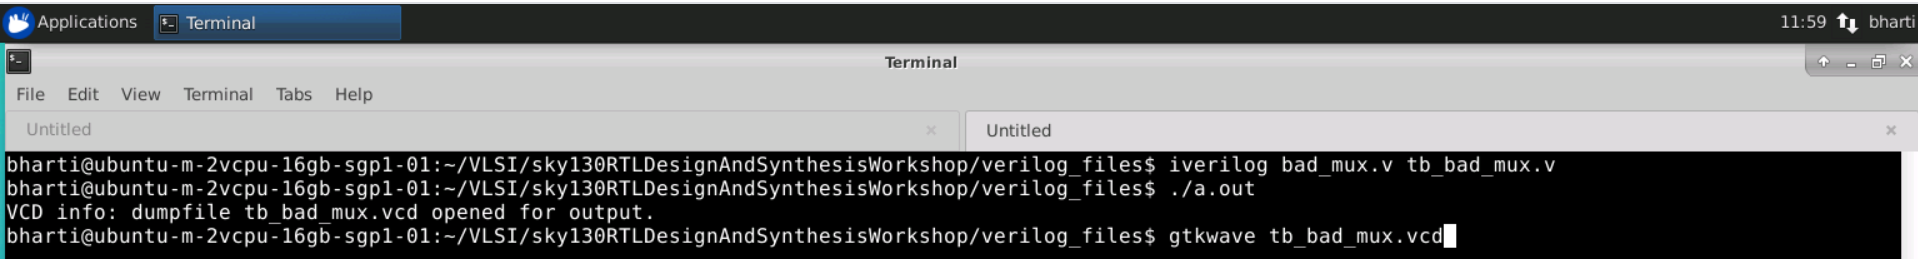 Applications Terminal 11:59 bharti
Terminal
File Edit View Terminal Tabs Help
Untitled Untitled
bharti@ubuntu-m-2vcpu-16gb-sgp1-01:~/VLSI/sky130RTLDesignAndSynthesisWorkshop/verilog_files$ iverilog bad_mux.v tb_bad_mux.v
bharti@ubuntu-m-2vcpu-16gb-sgp1-01:~/VLSI/sky130RTLDesignAndSynthesisWorkshop/verilog_files$ ./a.out
VCD info: dumpfile tb_bad_mux.vcd opened for output.
bharti@ubuntu-m-2vcpu-16gb-sgp1-01:~/VLSI/sky130RTLDesignAndSynthesisWorkshop/verilog_files$ gtkwave tb_bad_mux.vcd